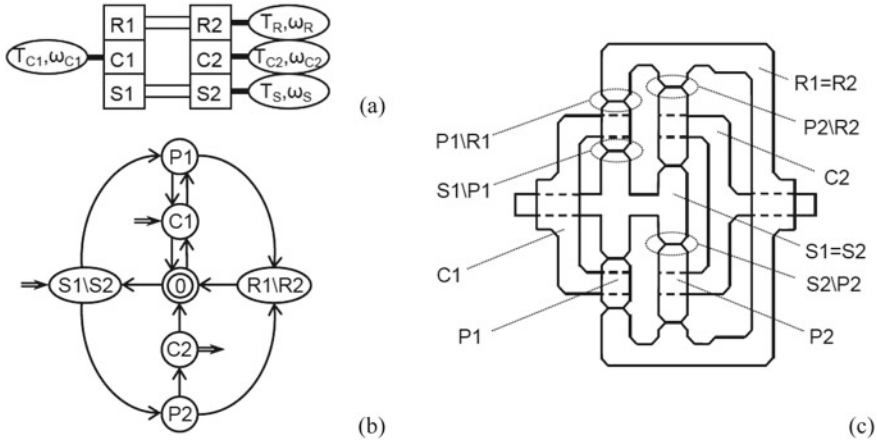 R1 R2 T_R,ω_R
T_C1,ω_C1 C1 C2 T_C2,ω_C2
S1 S2 T_S,ω_S
(a)
P1
C1
S1\S2 0 R1\R2
C2
P2
(b)
R1=R2
P1\R1 P2\R2
S1\P1 C2
C1 S1=S2
S2\P2
P1 P2
(c)